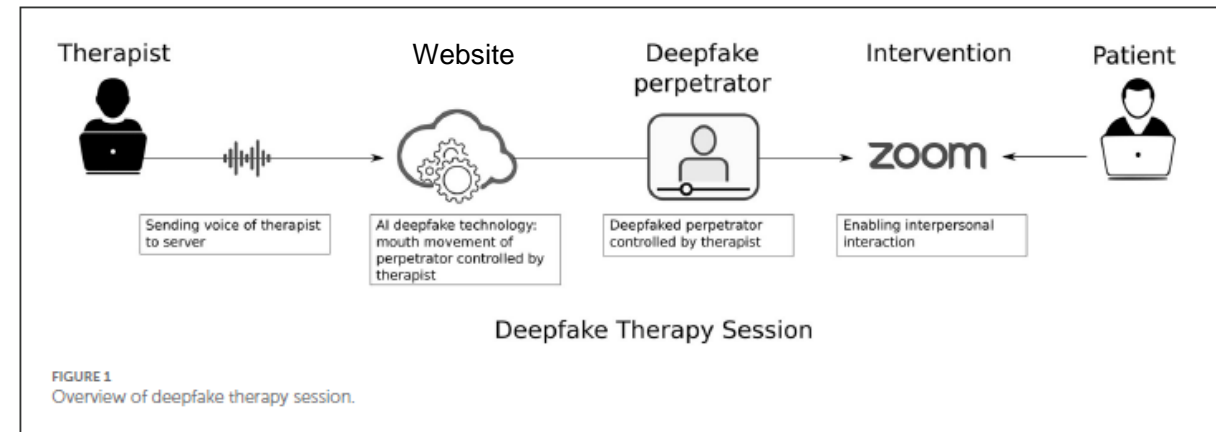 Therapist
Website
Deepfake
perpetrator
Intervention
Patient
zoom
Sending voice of therapist
to server
AI deepfake technology:
mouth movement of
perpetrator controlled by
therapist
Deepfaked perpetrator
controlled by therapist
Enabling interpersonal
interaction
Deepfake Therapy Session
FIGURE 1
Overview of deepfake therapy session.